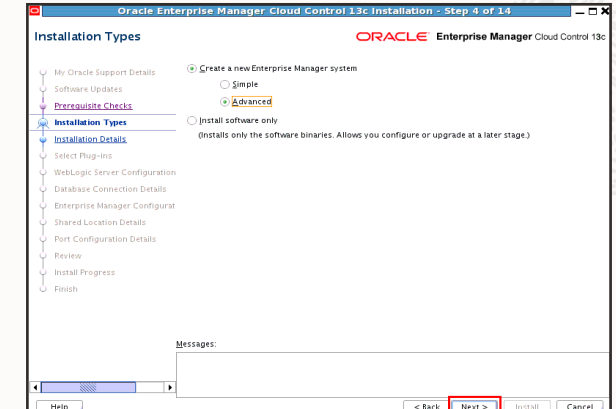 Oracle Enterprise Manager Cloud Control 13c Installation - Step 4 of 14
Installation Types
ORACLE Enterprise Manager Cloud Control 13c
My Oracle Support Details
Software Updates
Prerequisite Checks
Installation Types
Installation Details
Select Plug-ins
WebLogic Server Configuration
Database Connection Details
Enterprise Manager Configurat
Shared Location Details
Port Configuration Details
Review
Install Progress
Finish
Create a new Enterprise Manager system
Simple
Advanced
Install software only
(Installs only the software binaries. Allows you configure or upgrade at a later stage.)
Messages:
Help
< Back
Next >
Install
Cancel